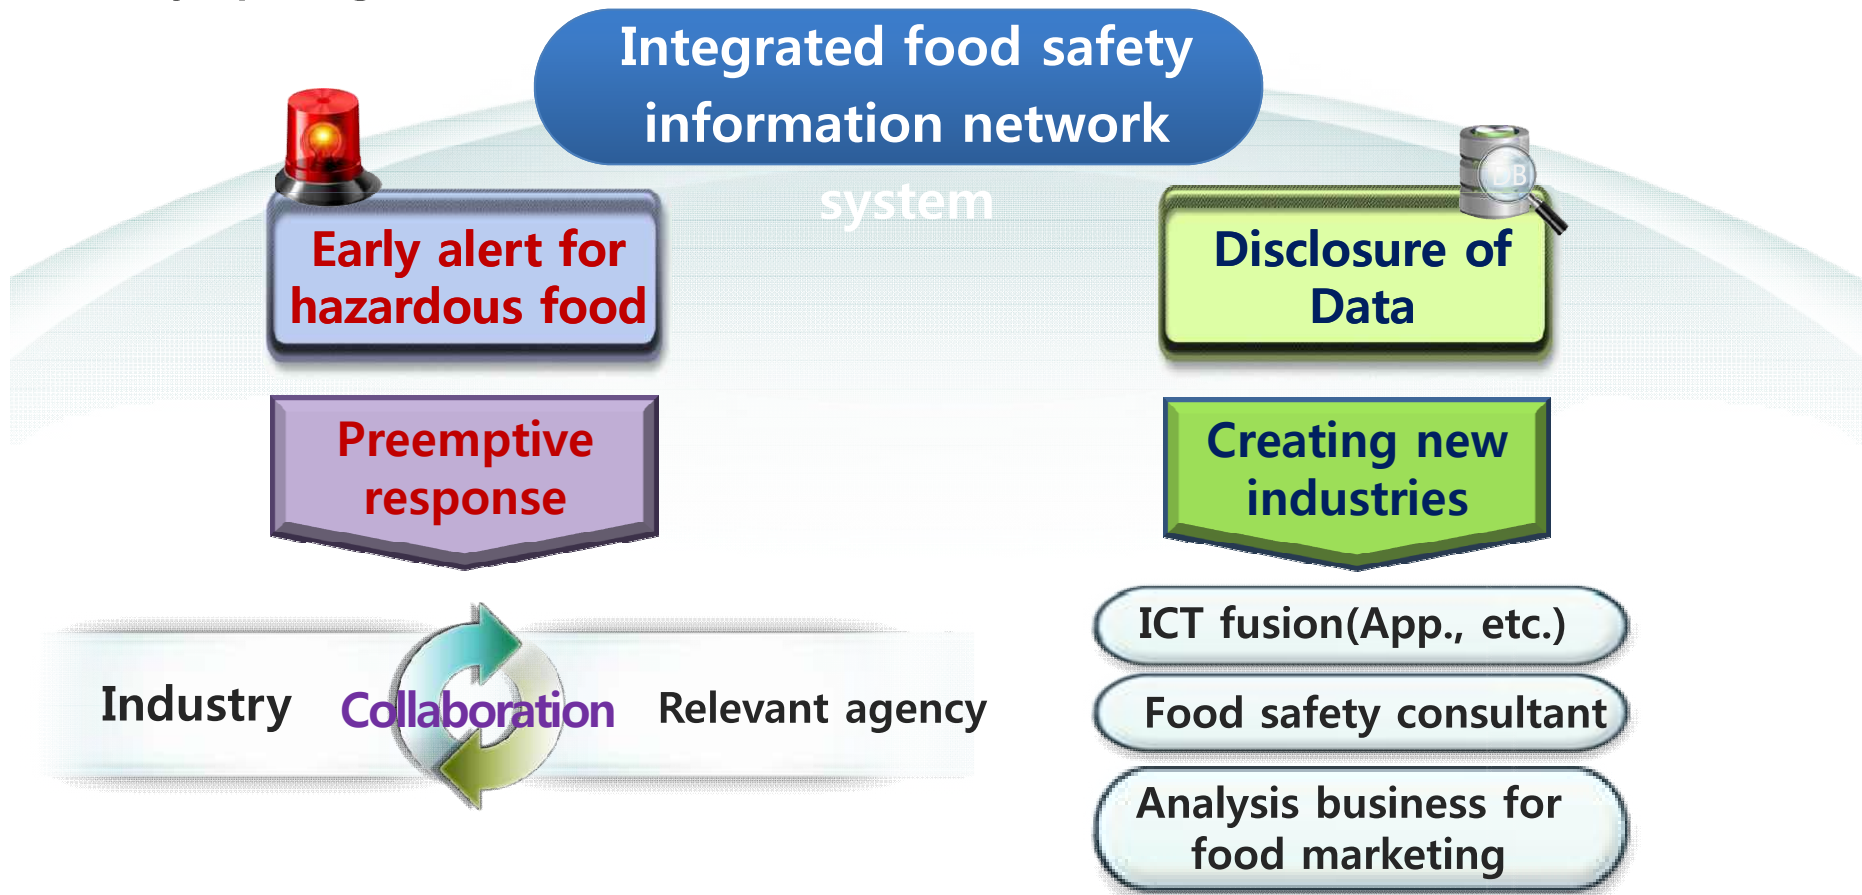 Integrated food safety
information network
system
Early alert for
hazardous food
Preemptive
response
Industry
Collaboration
Relevant agency
DB
Disclosure of
Data
Creating new
industries
ICT fusion(App., etc.)
Food safety consultant
Analysis business for
food marketing